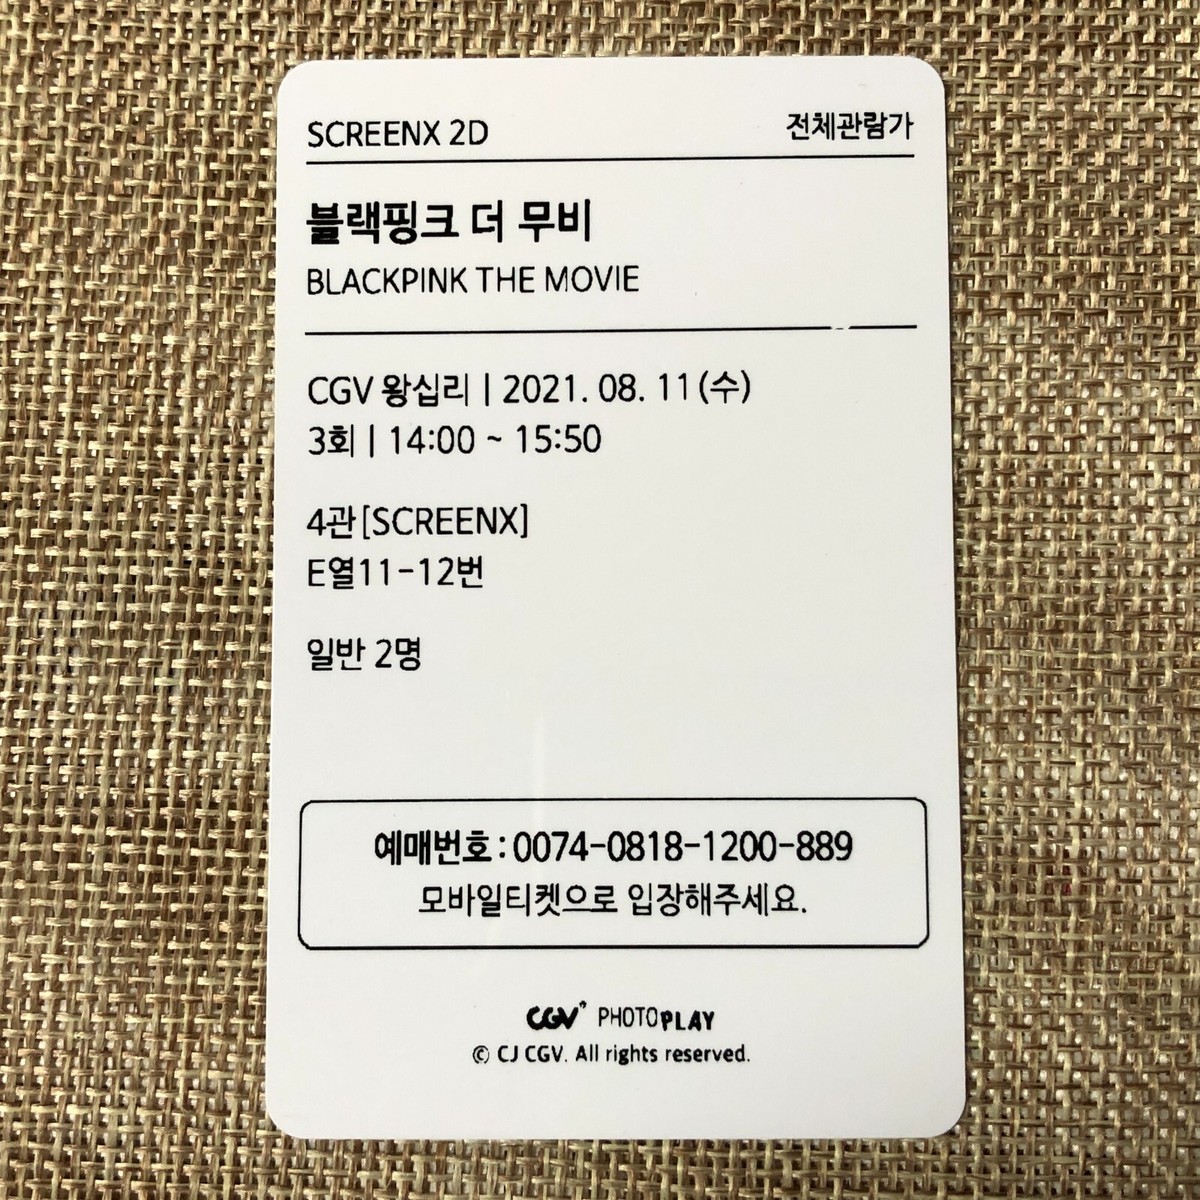 SCREENX 2D 전체관람가
블랙핑크 더 무비
BLACKPINK THE MOVIE
CGV 왕십리 | 2021. 08. 11 (수)
3회 | 14:00 ~ 15:50
4관 [SCREENX]
E열11-12번
일반 2명
예매번호 : 0074-0818-1200-889
모바일티켓으로 입장해주세요.
CGV PHOTOPLAY
© CJ CGV. All rights reserved.